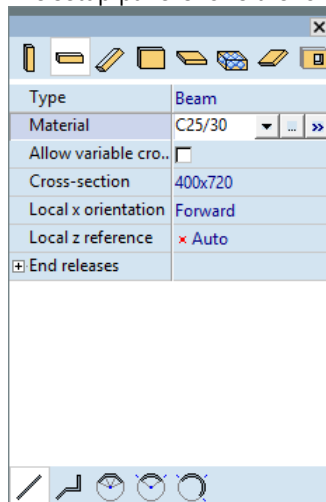 Type Beam
Material C25/30 ... »
Allow variable cro..
Cross-section 400x720
Local x orientation Forward
Local z reference × Auto
End releases